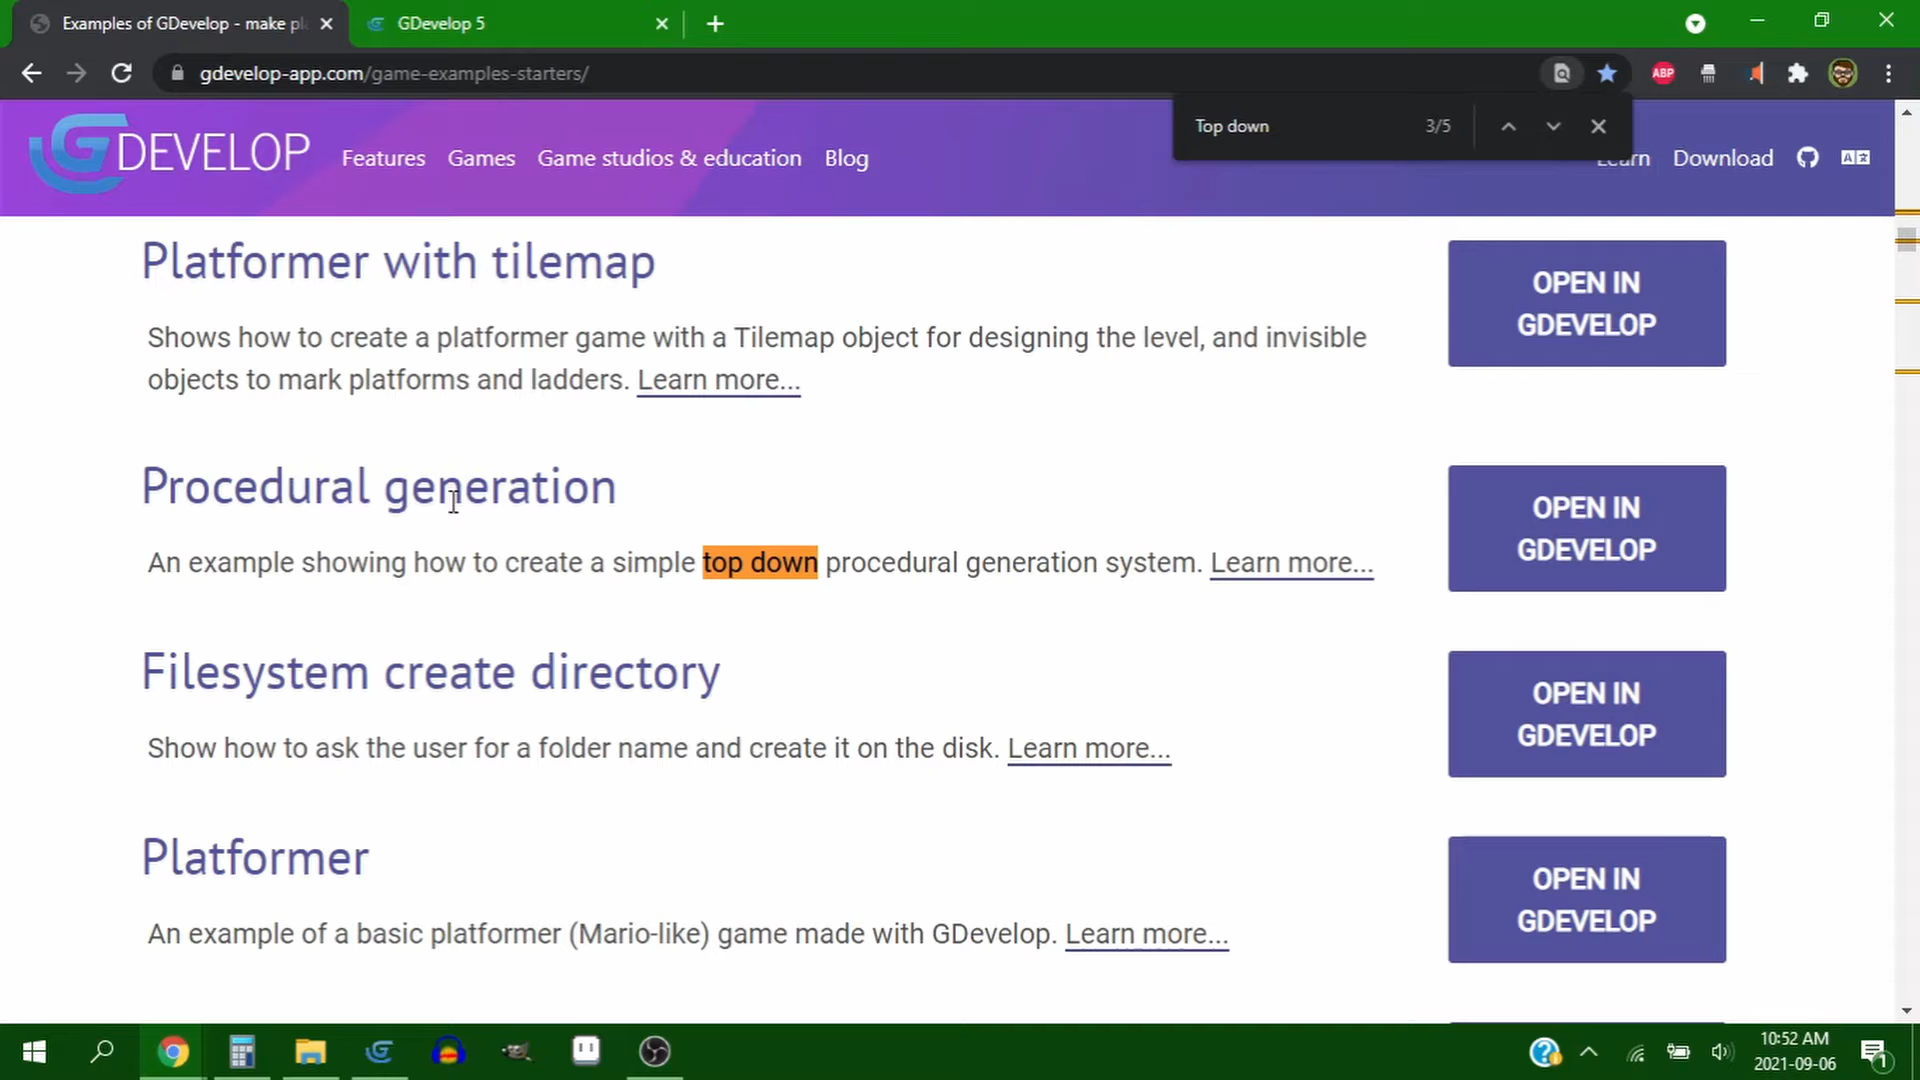 Examples of GDevelop - make pl
GDevelop 5
gdevelop-app.com/game-examples-starters/
ABP
Top down
3/5
GDEVELOP
Features
Games
Game studios & education
Blog
Learn
Download
Platformer with tilemap
Shows how to create a platformer game with a Tilemap object for designing the level, and invisible
objects to mark platforms and ladders. Learn more...
OPEN IN
GDEVELOP
Procedural generation
An example showing how to create a simple top down procedural generation system. Learn more...
OPEN IN
GDEVELOP
Filesystem create directory
Show how to ask the user for a folder name and create it on the disk. Learn more...
OPEN IN
GDEVELOP
Platformer
An example of a basic platformer (Mario-like) game made with GDevelop. Learn more...
OPEN IN
GDEVELOP
10:52 AM
2021-09-06
1